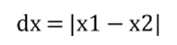 dx = |x1 − x2|